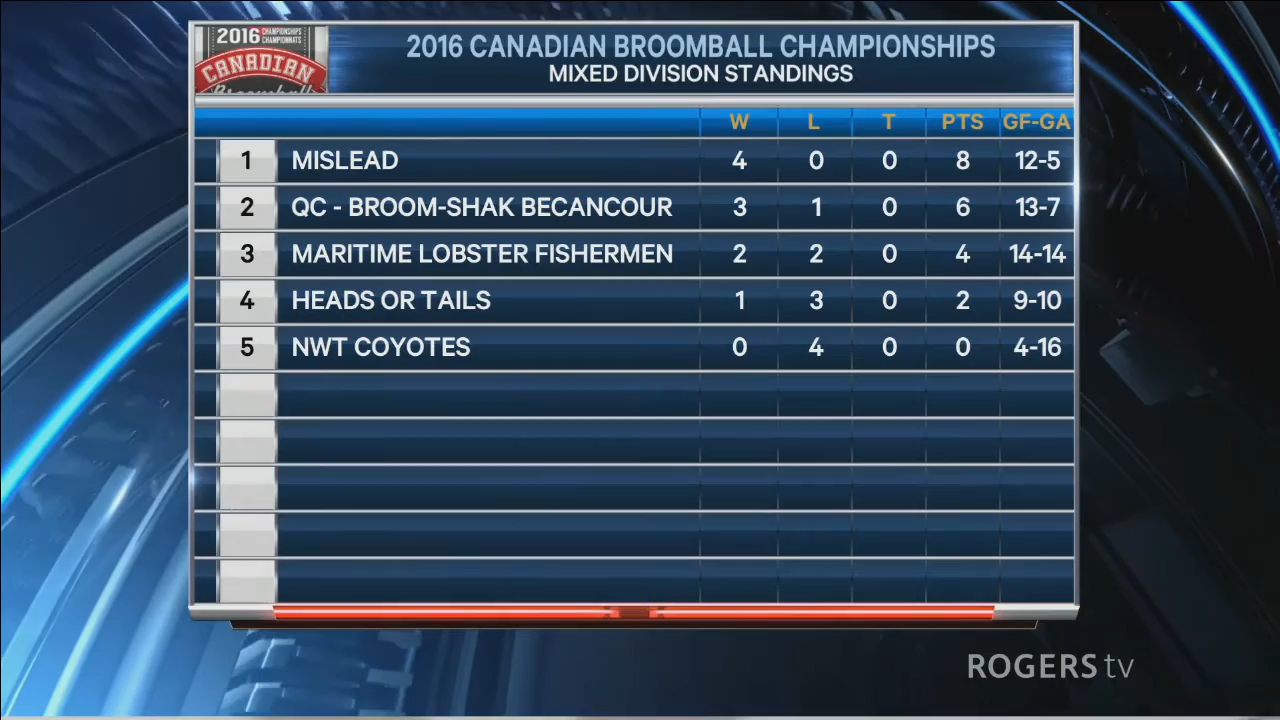 2016 CHAMPIONSHIPS
CHAMPIONNATS
CANADIAN
Broomball
2016 CANADIAN BROOMBALL CHAMPIONSHIPS
MIXED DIVISION STANDINGS
W L T PTS GF-GA
1 MISLEAD 4 0 0 8 12-5
2 QC - BROOM-SHAK BECANCOUR 3 1 0 6 13-7
3 MARITIME LOBSTER FISHERMEN 2 2 0 4 14-14
4 HEADS OR TAILS 1 3 0 2 9-10
5 NWT COYOTES 0 4 0 0 4-16
ROGERS tv